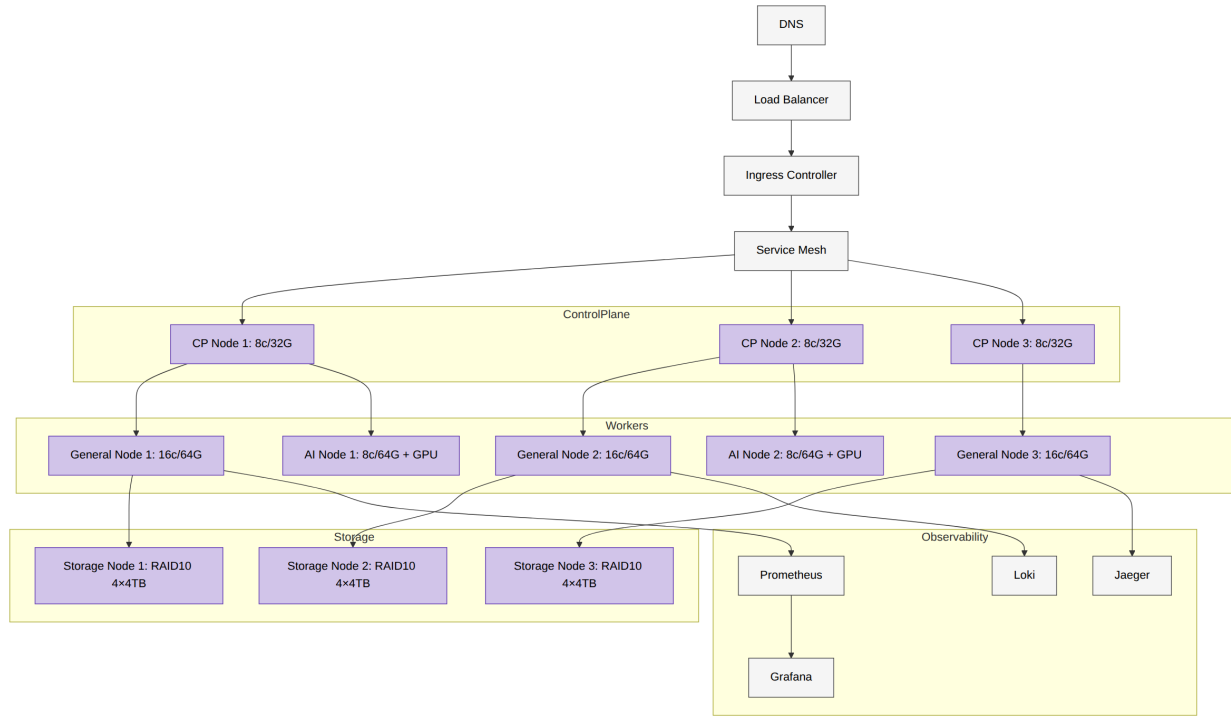 DNS
Load Balancer
Ingress Controller
Service Mesh
ControlPlane
CP Node 1: 8c/32G
CP Node 2: 8c/32G
CP Node 3: 8c/32G
Workers
General Node 1: 16c/64G
AI Node 1: 8c/64G + GPU
General Node 2: 16c/64G
AI Node 2: 8c/64G + GPU
General Node 3: 16c/64G
Storage
Storage Node 1: RAID10
4×4TB
Storage Node 2: RAID10
4×4TB
Storage Node 3: RAID10
4×4TB
Observability
Prometheus
Loki
Jaeger
Grafana